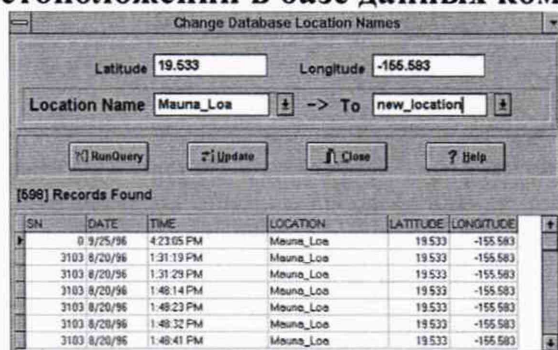 стоположений в базе данных ком
Change Database Location Names
Latitude 19.533 Longitude -155.583
Location Name Mauna_Loa -> To new_location
?() RunQuery Update Close ? Help
[598] Records Found
SN DATE TIME LOCATION LATITUDE LONGITUDE
0 9/25/96 4:23:05 PM Mauna_Loa 19.533 -155.583
3103 8/20/96 1:31:19 PM Mauna_Loa 19.533 -155.583
3103 8/20/96 1:31:29 PM Mauna_Loa 19.533 -155.583
3103 8/20/96 1:48:14 PM Mauna_Loa 19.533 -155.583
3103 8/20/96 1:48:23 PM Mauna_Loa 19.533 -155.583
3103 8/20/96 1:48:32 PM Mauna_Loa 19.533 -155.583
3103 8/20/96 1:48:41 PM Mauna_Loa 19.533 -155.583